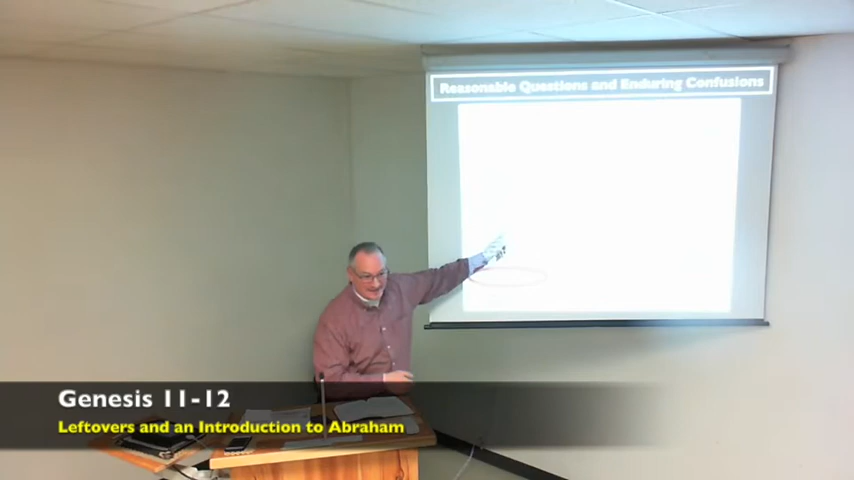 Reasonable Questions and Enduring Confusions
Genesis 11-12
Leftovers and an Introduction to Abraham